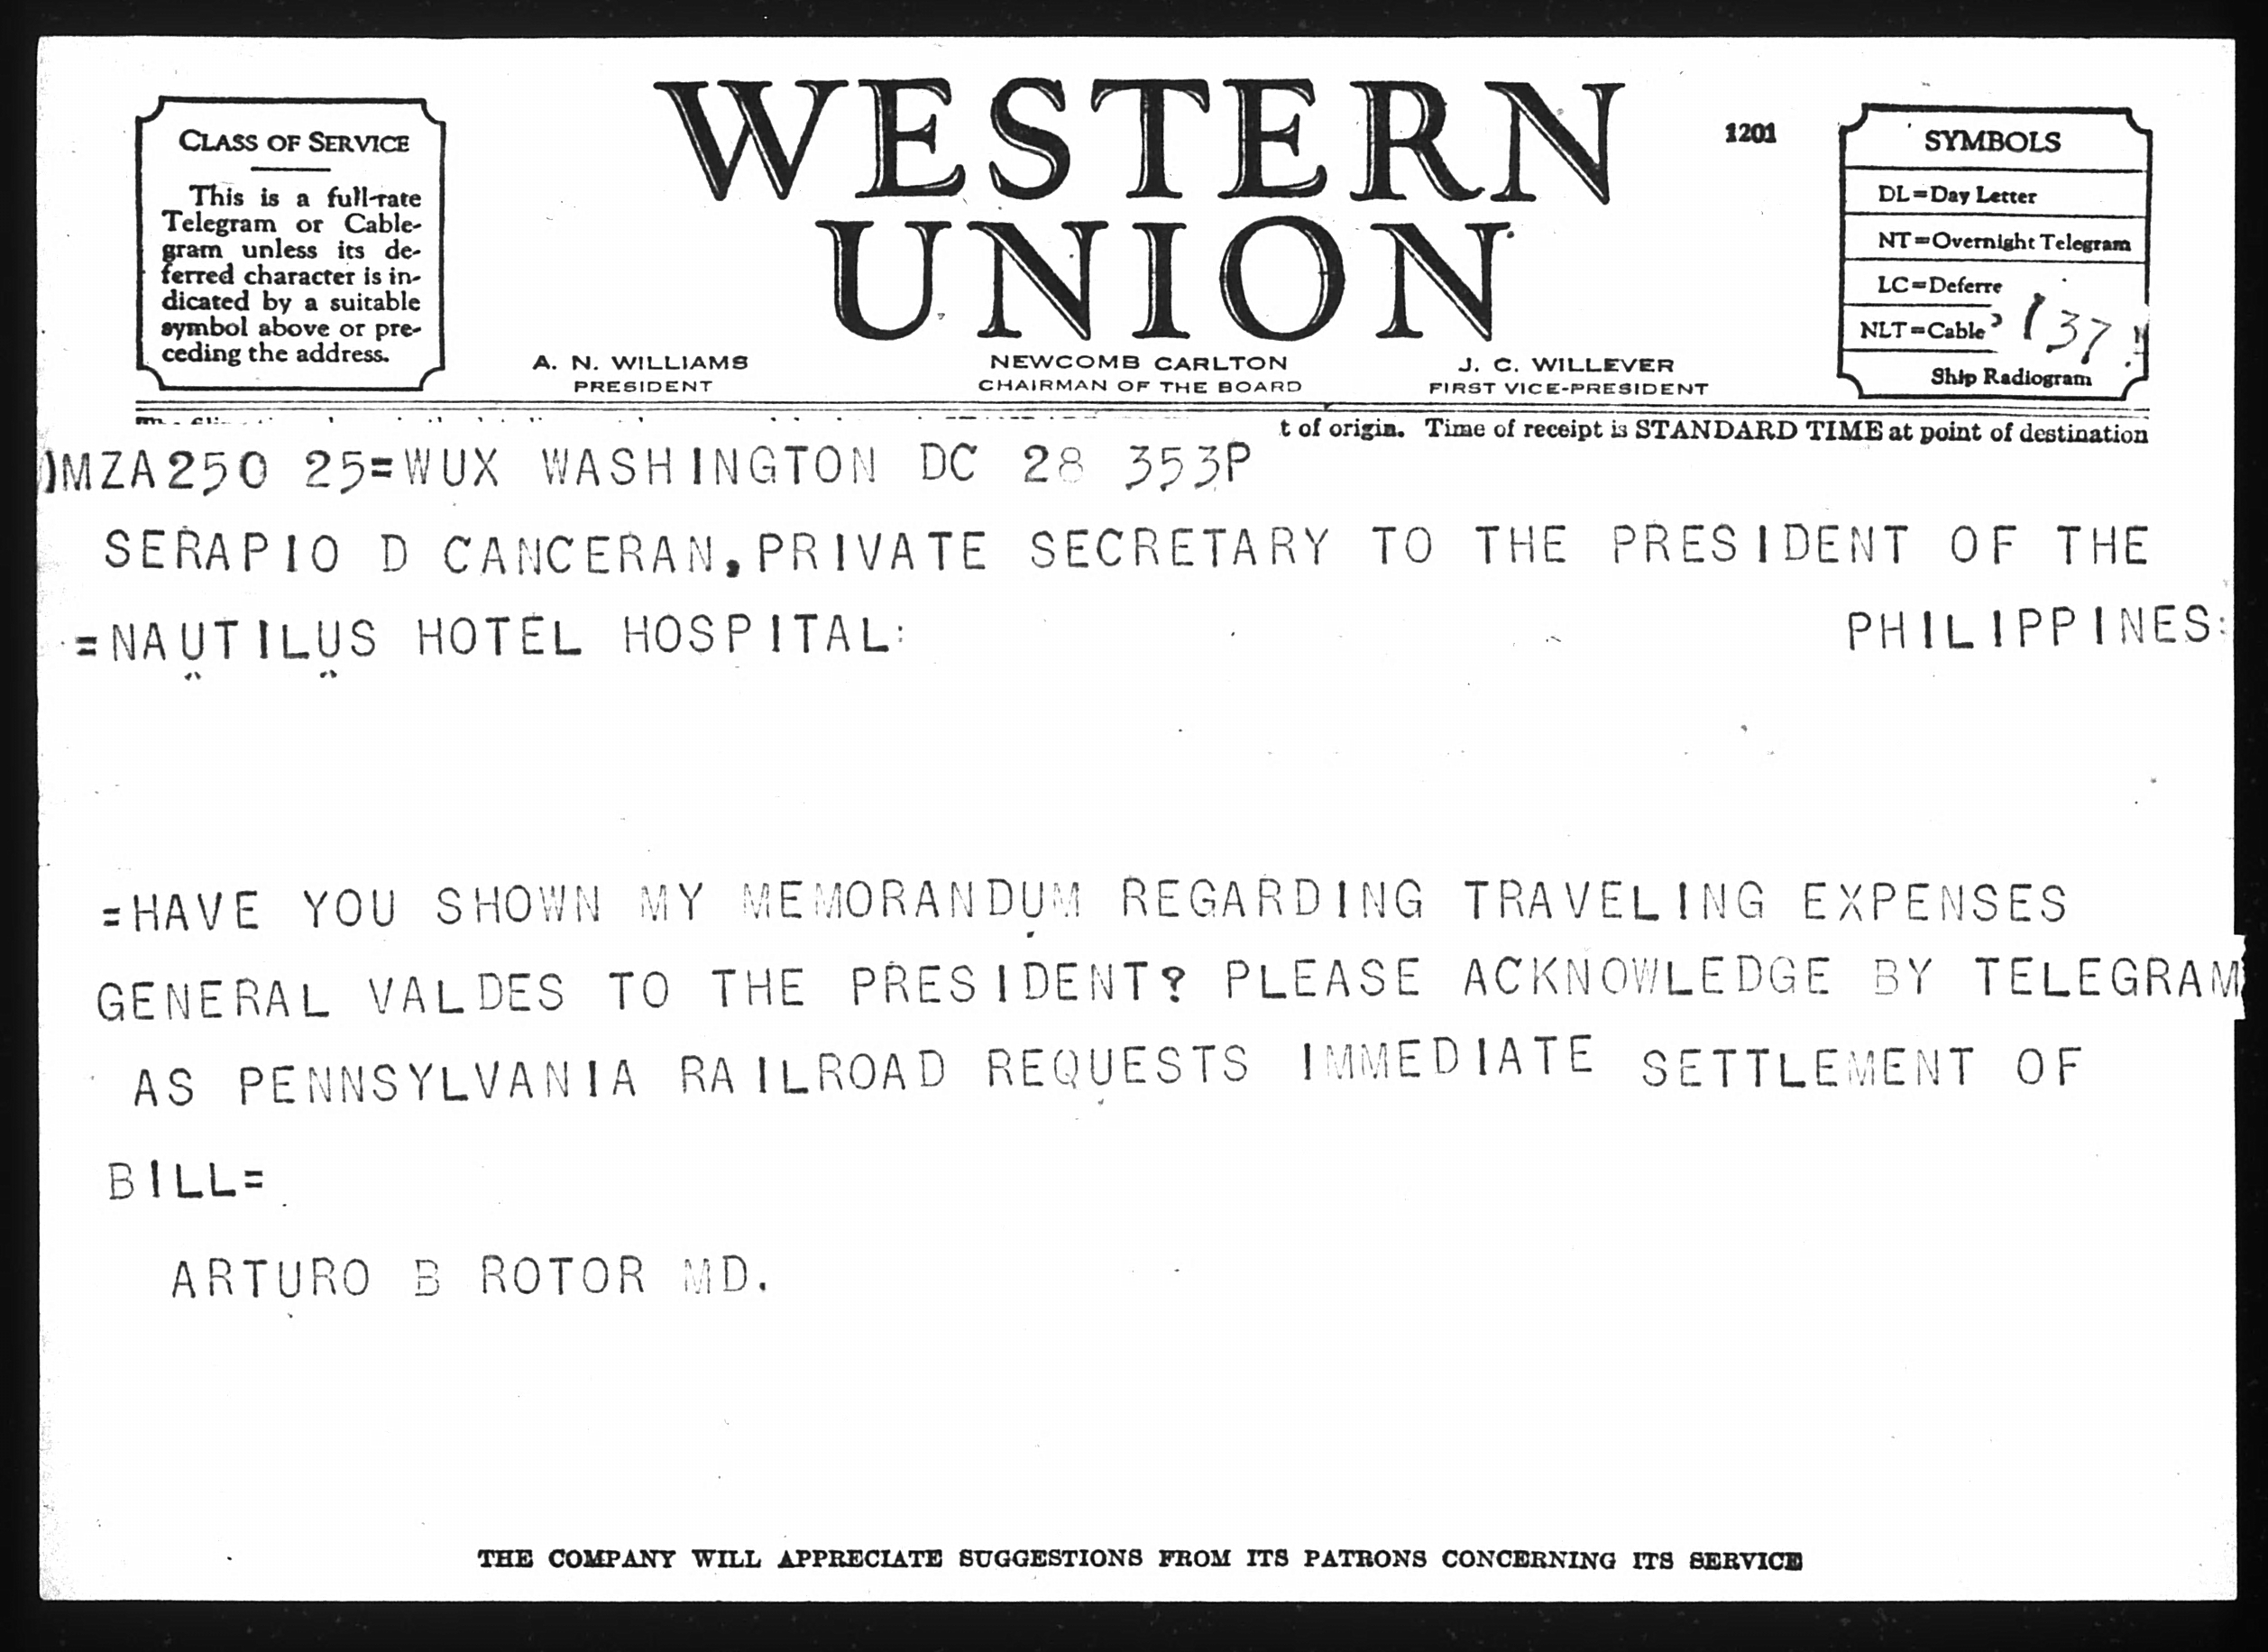 CLASS OF SERVICE
This is a full-rate
Telegram or Cable-
gram unless its de-
ferred character is in-
dicated by a suitable
symbol above or pre-
ceding the address.
WESTERN
UNION
1201
A. N. WILLIAMS
PRESIDENT
NEWCOMB CARLTON
CHAIRMAN OF THE BOARD
J. C. WILLEVER
FIRST VICE-PRESIDENT
SYMBOLS
DL=Day Letter
NT=Overnight Telegram
LC=Deferre
NLT=Cable
Ship Radiogram
137
t of origin. Time of receipt is STANDARD TIME at point of destination
)MZA250 25=WUX WASHINGTON DC 28 353P
SERAPIO D CANCERAN,PRIVATE SECRETARY TO THE PRESIDENT OF THE
PHILIPPINES:
=NAUTILUS HOTEL HOSPITAL:
=HAVE YOU SHOWN MY MEMORANDUM REGARDING TRAVELING EXPENSES
GENERAL VALDES TO THE PRESIDENT? PLEASE ACKNOWLEDGE BY TELEGRAM
AS PENNSYLVANIA RAILROAD REQUESTS IMMEDIATE SETTLEMENT OF
BILL=
ARTURO B ROTOR MD.
THE COMPANY WILL APPRECIATE SUGGESTIONS FROM ITS PATRONS CONCERNING ITS SERVICE